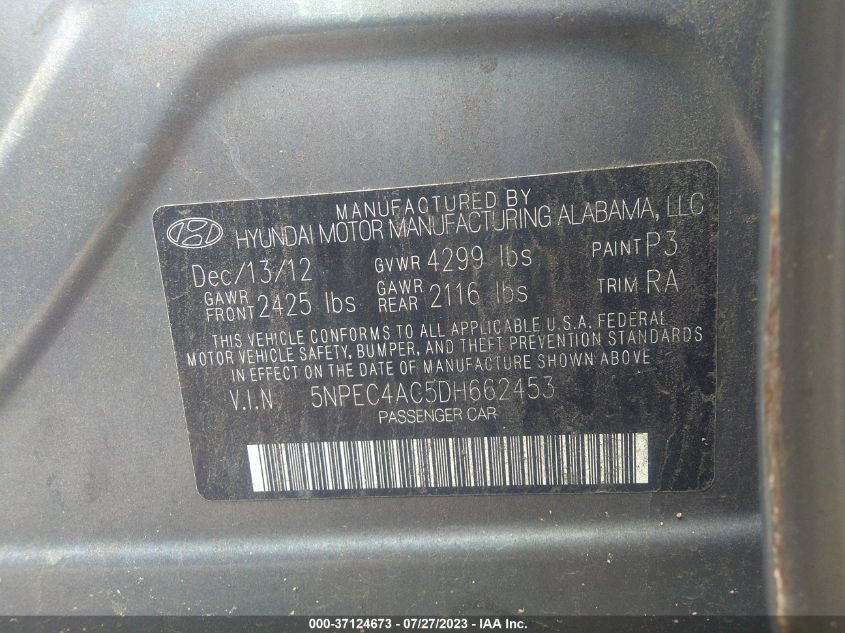 MANUFACTURED BY
HYUNDAI MOTOR MANUFACTURING ALABAMA, LLC
Dec/13/12 GVWR 4299 lbs PAINT P3
GAWR FRONT 2425 lbs GAWR REAR 2116 lbs TRIM RA
THIS VEHICLE CONFORMS TO ALL APPLICABLE U.S.A. FEDERAL
MOTOR VEHICLE SAFETY, BUMPER, AND THEFT PREVENTION STANDARDS
IN EFFECT ON THE DATE OF MANUFACTURE SHOWN ABOVE
V.I.N 5NPEC4AC5DH662453
PASSENGER CAR
000-37124673 / 07/27/2023 - IAA Inc.